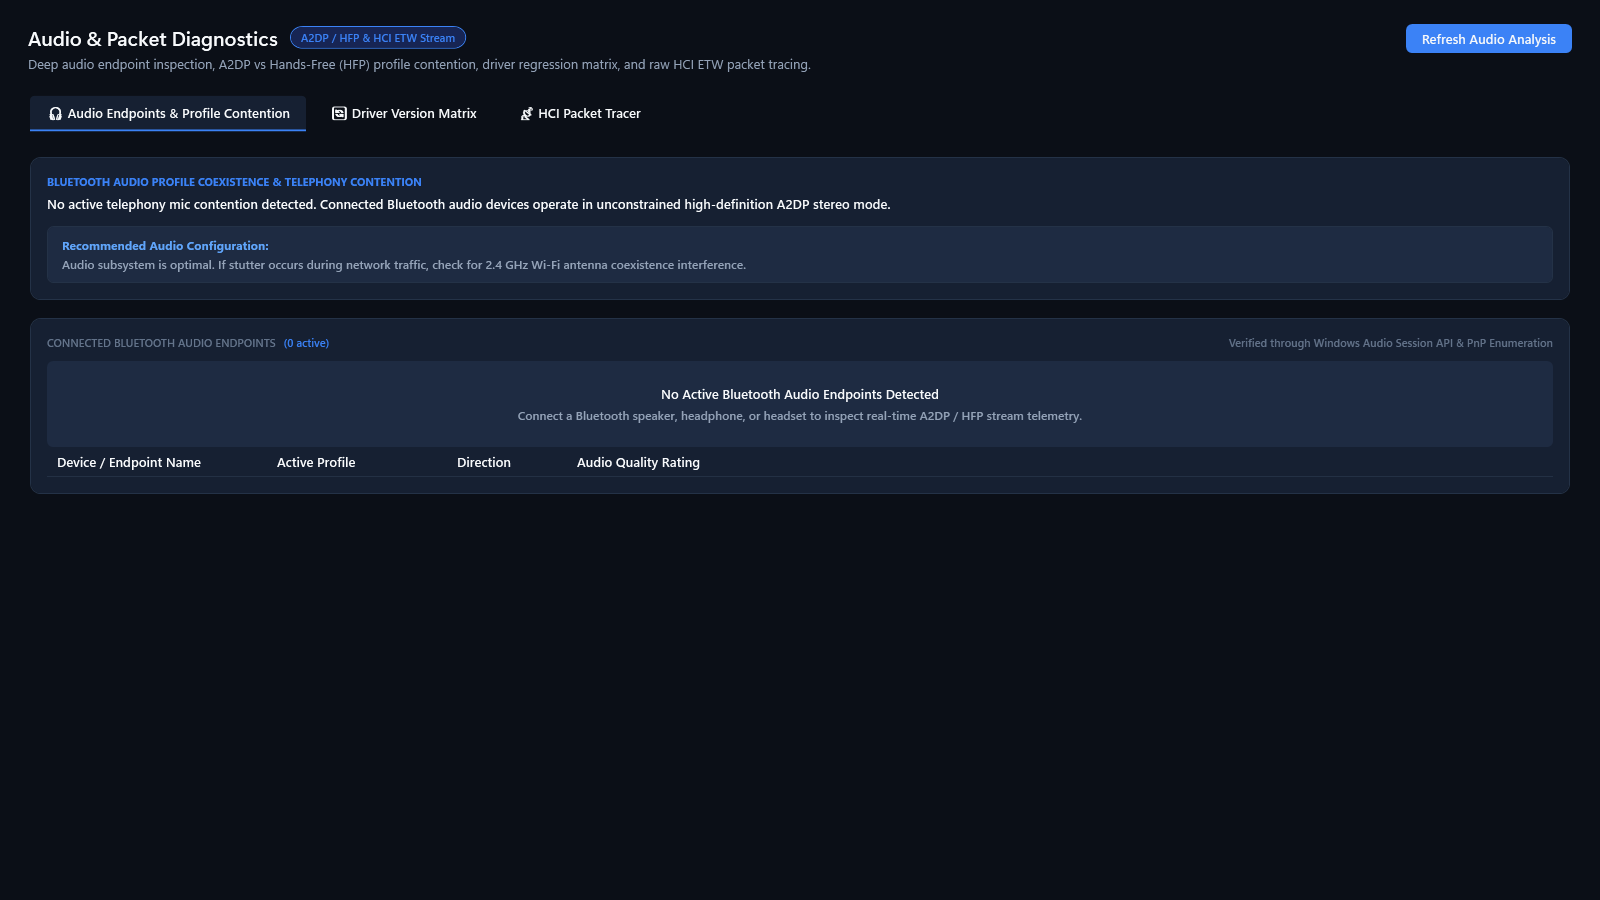 Audio & Packet Diagnostics
A2DP / HFP & HCI ETW Stream
Refresh Audio Analysis
Deep audio endpoint inspection, A2DP vs Hands-Free (HFP) profile contention, driver regression matrix, and raw HCI ETW packet tracing.
Audio Endpoints & Profile Contention
Driver Version Matrix
HCI Packet Tracer
BLUETOOTH AUDIO PROFILE COEXISTENCE & TELEPHONY CONTENTION
No active telephony mic contention detected. Connected Bluetooth audio devices operate in unconstrained high-definition A2DP stereo mode.
Recommended Audio Configuration:
Audio subsystem is optimal. If stutter occurs during network traffic, check for 2.4 GHz Wi-Fi antenna coexistence interference.
CONNECTED BLUETOOTH AUDIO ENDPOINTS (0 active)
Verified through Windows Audio Session API & PnP Enumeration
No Active Bluetooth Audio Endpoints Detected
Connect a Bluetooth speaker, headphone, or headset to inspect real-time A2DP / HFP stream telemetry.
Device / Endpoint Name
Active Profile
Direction
Audio Quality Rating